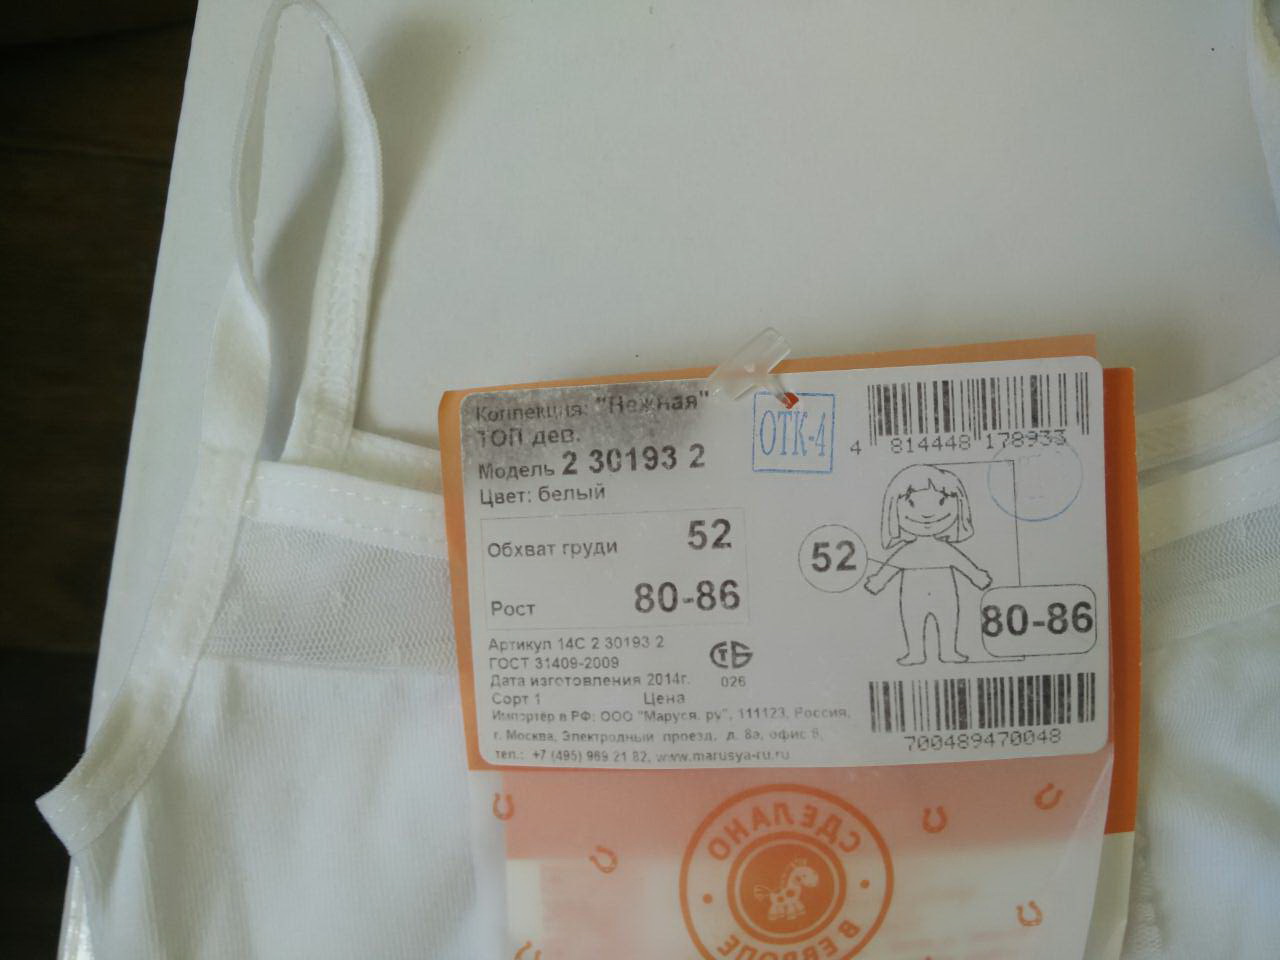 Коллекция: "Нежная"
ТОП дев.
Модель 2 30193 2
Цвет: белый
ОТК-4
4 814448 178933
Обхват груди 52
Рост 80-86
52
80-86
Артикул 14С 2 30193 2
ГОСТ 31409-2009
Дата изготовления 2014г.
СТБ
026
Сорт 1 Цена
Импортёр в РФ: ООО "Маруся. ру", 111123, Россия,
г. Москва, Электродный проезд, д. 8а, офис 8,
тел.: +7 (495) 969 21 82, www.marusya-ru.ru
700489470048
СДЕЛАНО
В ЕВРОПЕ